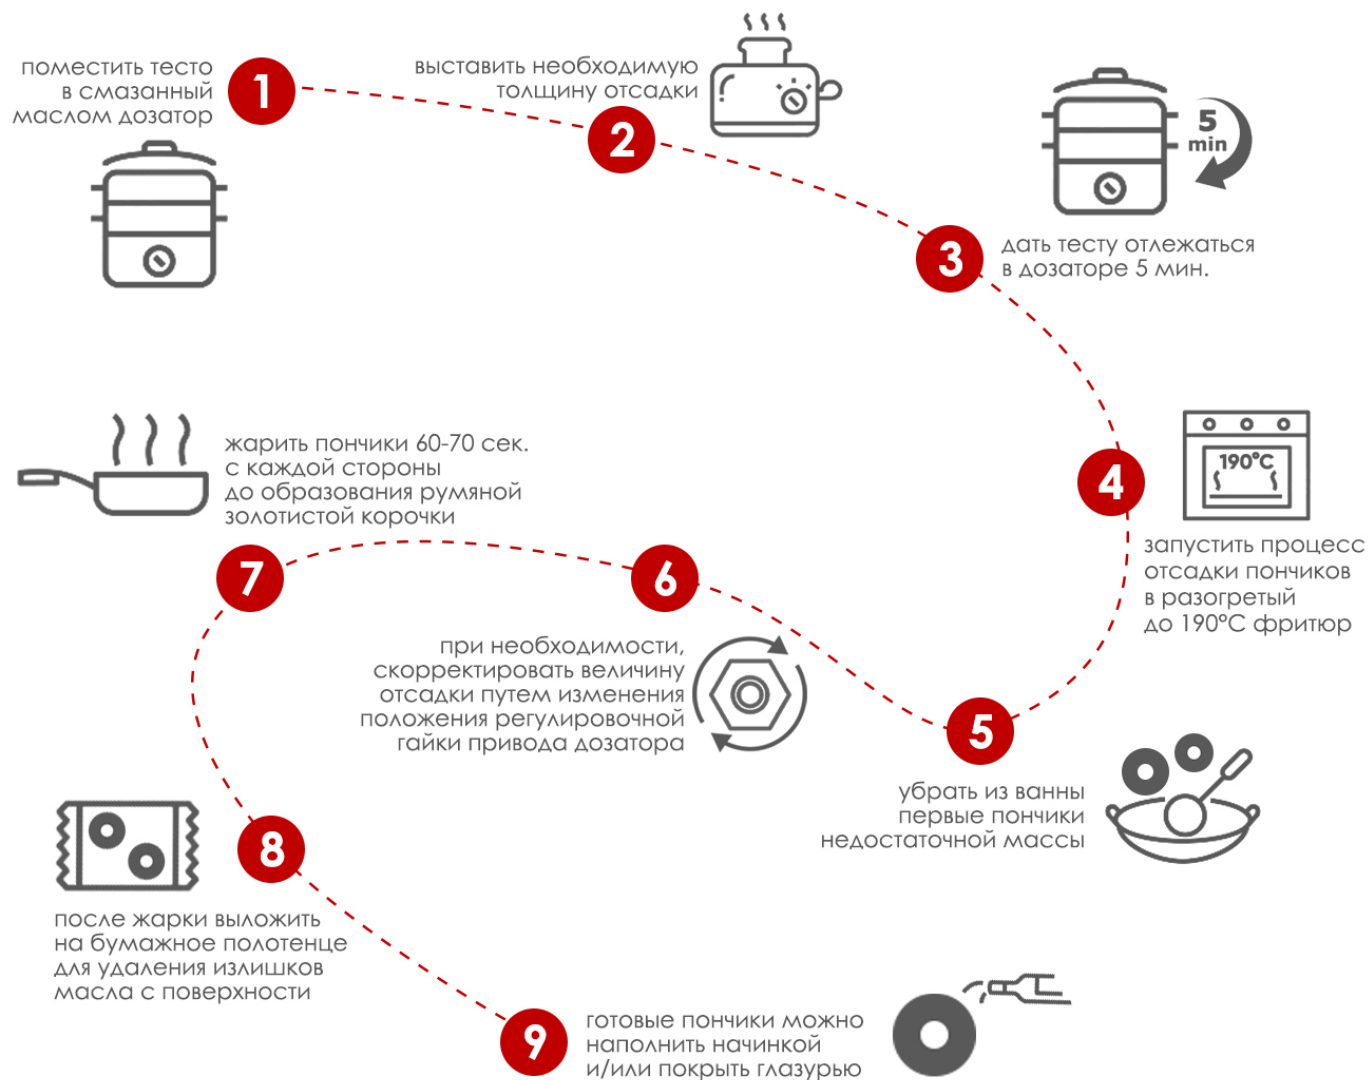 1
поместить тесто
в смазанный
маслом дозатор
2
выставить необходимую
толщину отсадки
3
5
min
дать тесту отлежаться
в дозаторе 5 мин.
4
190°C
запустить процесс
отсадки пончиков
в разогретый
до 190°С фритюр
5
убрать из ванны
первые пончики
недостаточной массы
6
при необходимости,
скорректировать величину
отсадки путем изменения
положения регулировочной
гайки привода дозатора
7
жарить пончики 60-70 сек.
с каждой стороны
до образования румяной
золотистой корочки
8
после жарки выложить
на бумажное полотенце
для удаления излишков
масла с поверхности
9
готовые пончики можно
наполнить начинкой
и/или покрыть глазурью